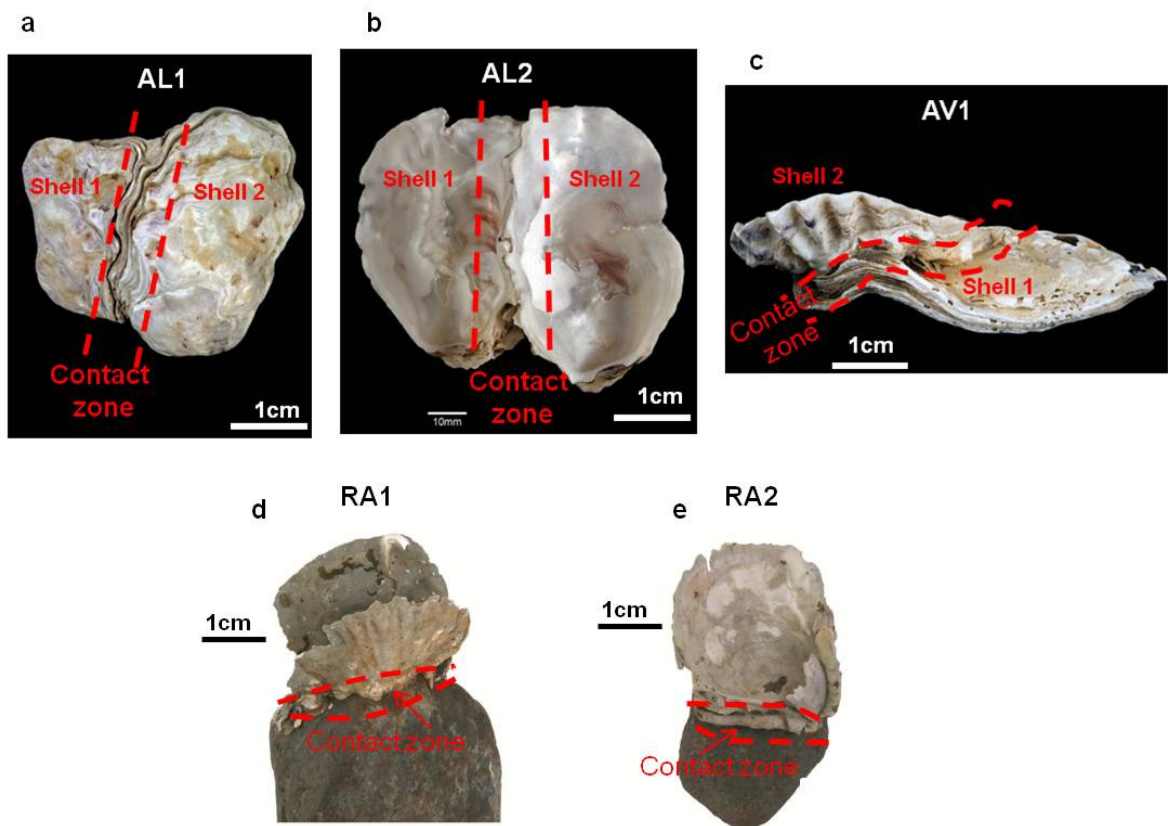 a
AL1
Shell 1
Shell 2
Contact
zone
1cm
b
AL2
Shell 1
Shell 2
Contact
zone
10mm
1cm
c
AV1
Shell 2
Shell 1
Contact
zone
1cm
d
RA1
1cm
Contact zone
e
RA2
1cm
Contact zone